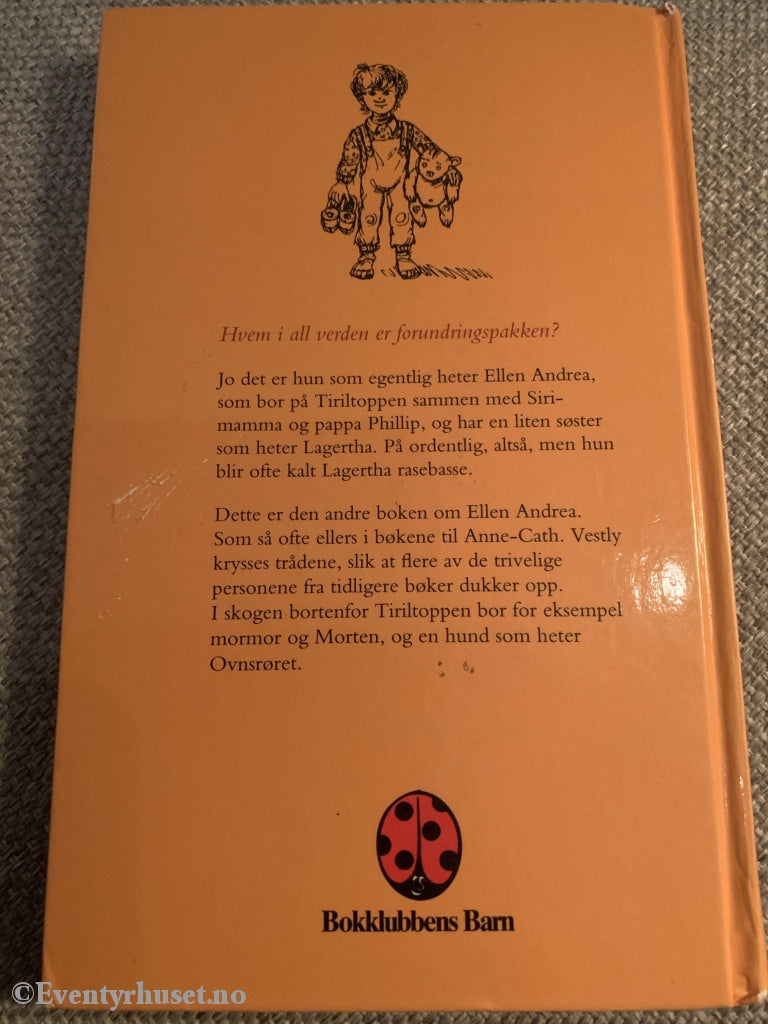 Hvem i all verden er forundringspakken?
Jo det er hun som egentlig heter Ellen Andrea,
som bor på Tiriltoppen sammen med Siri-
mamma og pappa Phillip, og har en liten søster
som heter Lagertha. På ordentlig, altså, men hun
blir ofte kalt Lagertha rasebasse.
Dette er den andre boken om Ellen Andrea.
Som så ofte ellers i bøkene til Anne-Cath. Vestly
krysses trådene, slik at flere av de trivelige
personene fra tidligere bøker dukker opp.
I skogen bortenfor Tiriltoppen bor for eksempel
mormor og Morten, og en hund som heter
Ovnsrøret.
Bokklubbens Barn
©Eventyrhuset.no